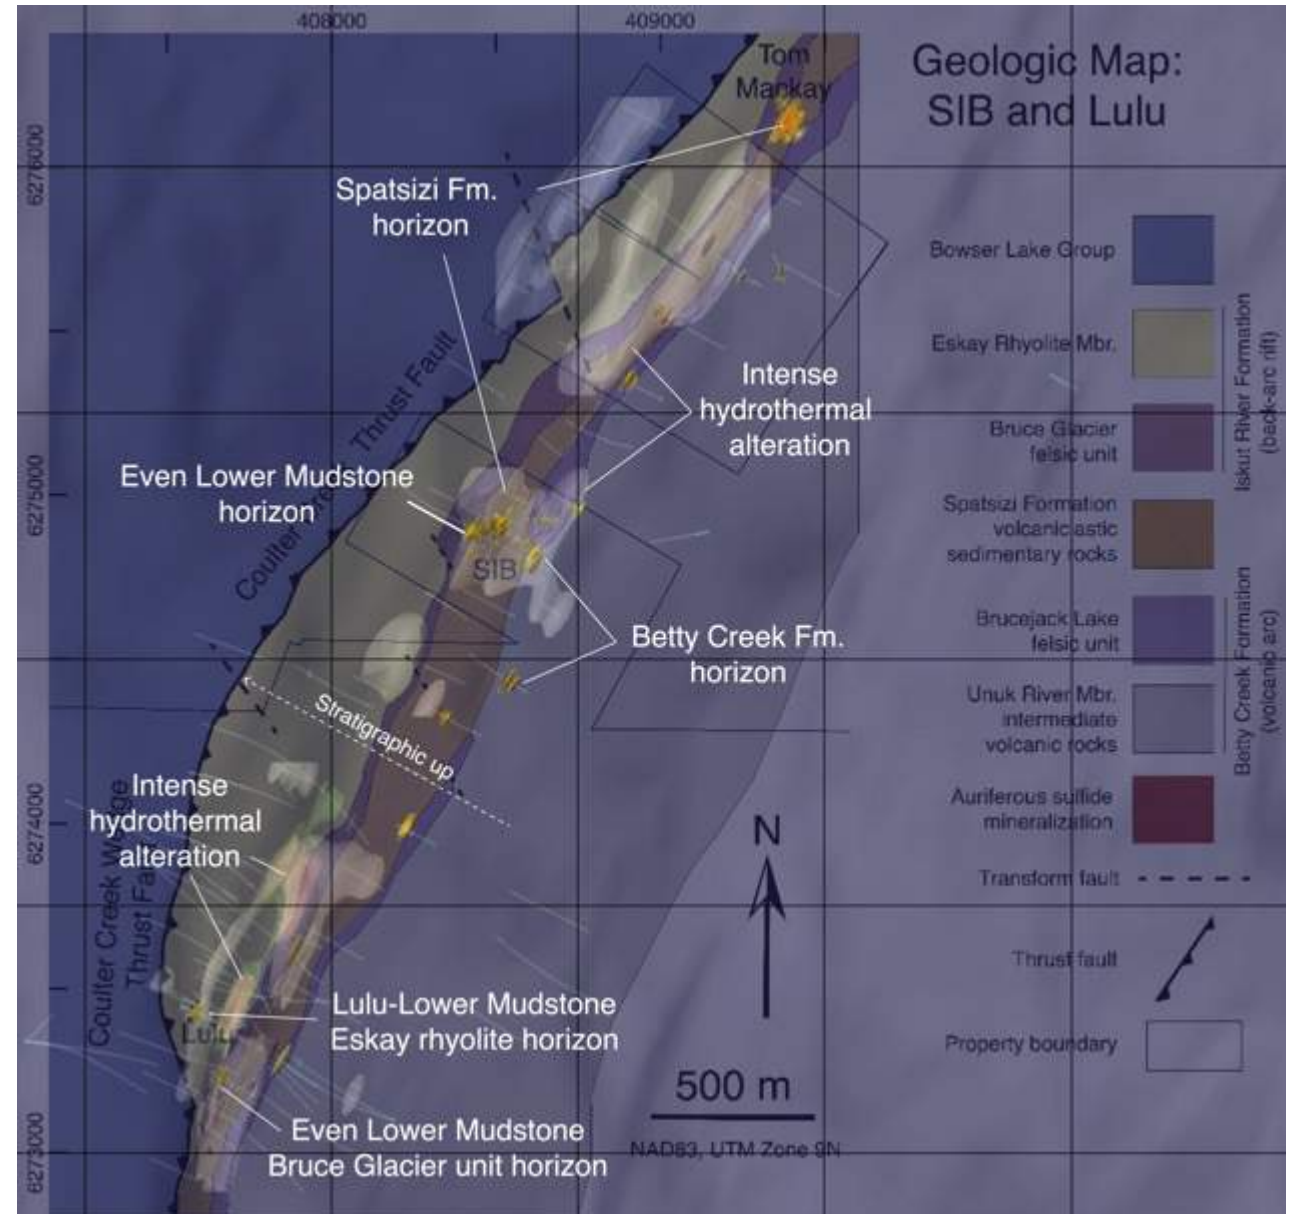 408000
409000
Tom
Mackay
Geologic Map:
SIB and Lulu
6276000
Spatsizi Fm.
horizon
Bowser Lake Group
Eskay Rhyolite Mbr.
Iskut River Formation
(back-arc rift)
Thrust Fault
Intense
hydrothermal
alteration
Bruce Glacier
felsic unit
Even Lower Mudstone
horizon
6275000
Spatsizi Formation
volcaniclastic
sedimentary rocks
Coulter
SIB
Brucejack Lake
felsic unit
Betty Creek Formation
(volcanic arc)
Betty Creek Fm.
horizon
Unuk River Mbr.
intermediate
volcanic rocks
Stratigraphic up
Intense
hydrothermal
alteration
6274000
Auriferous sulfide
mineralization
N
Transform fault
Coulter Creek Wedge
Thrust Fault
Thrust fault
Lulu-Lower Mudstone
Eskay rhyolite horizon
Lulu
Property boundary
500 m
Even Lower Mudstone
Bruce Glacier unit horizon
6273000
NAD83, UTM Zone 9N